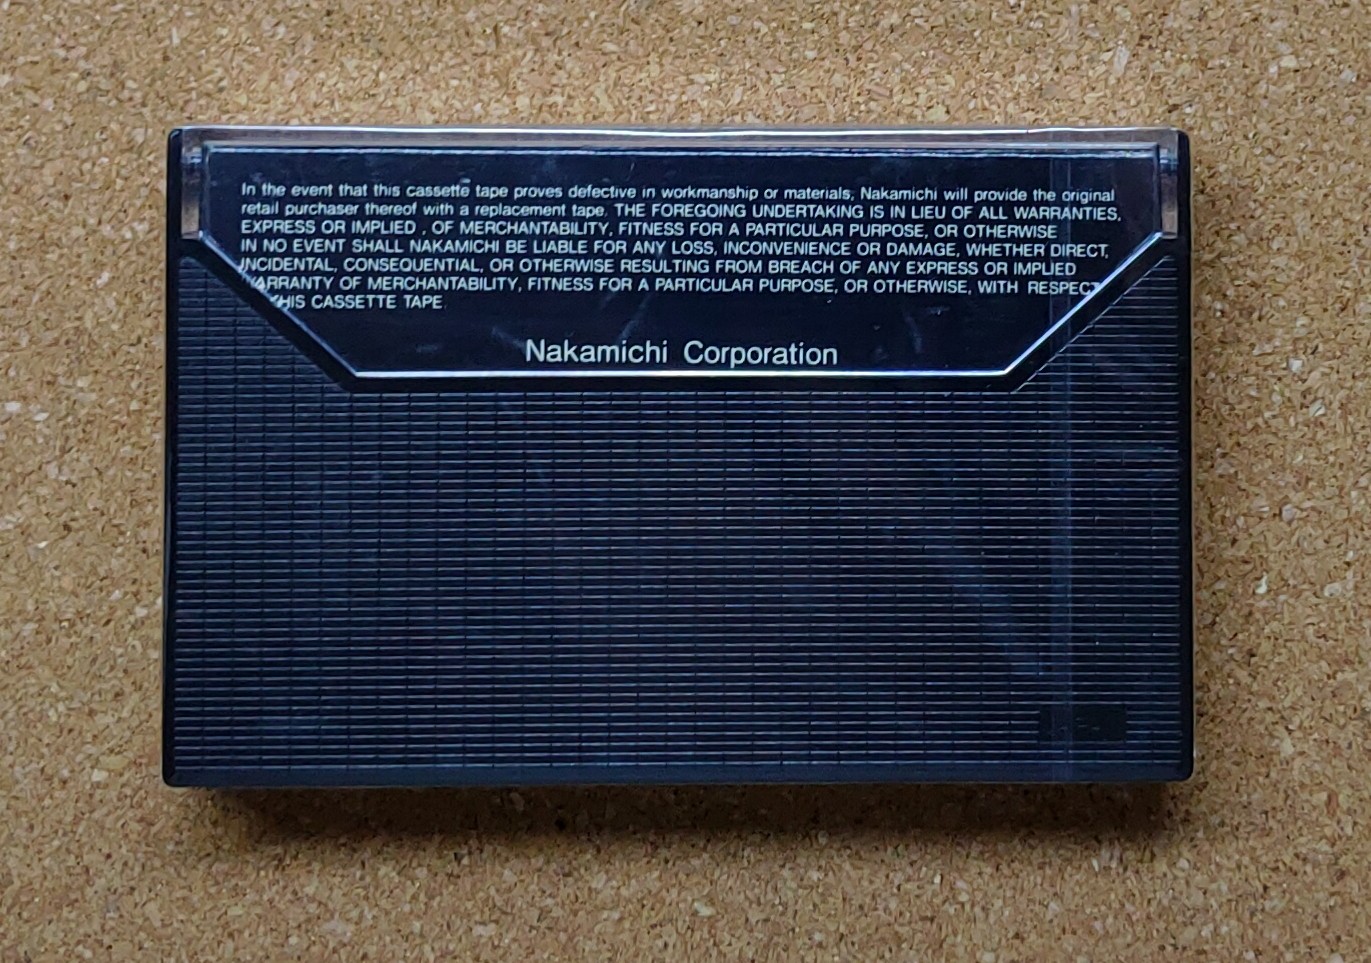 In the event that this cassette tape proves defective in workmanship or materials, Nakamichi will provide the original
retail purchaser thereof with a replacement tape. THE FOREGOING UNDERTAKING IS IN LIEU OF ALL WARRANTIES,
EXPRESS OR IMPLIED , OF MERCHANTABILITY, FITNESS FOR A PARTICULAR PURPOSE, OR OTHERWISE
IN NO EVENT SHALL NAKAMICHI BE LIABLE FOR ANY LOSS, INCONVENIENCE OR DAMAGE, WHETHER DIRECT,
INCIDENTAL, CONSEQUENTIAL, OR OTHERWISE RESULTING FROM BREACH OF ANY EXPRESS OR IMPLIED
WARRANTY OF MERCHANTABILITY, FITNESS FOR A PARTICULAR PURPOSE, OR OTHERWISE, WITH RESPECT
THIS CASSETTE TAPE.
Nakamichi Corporation